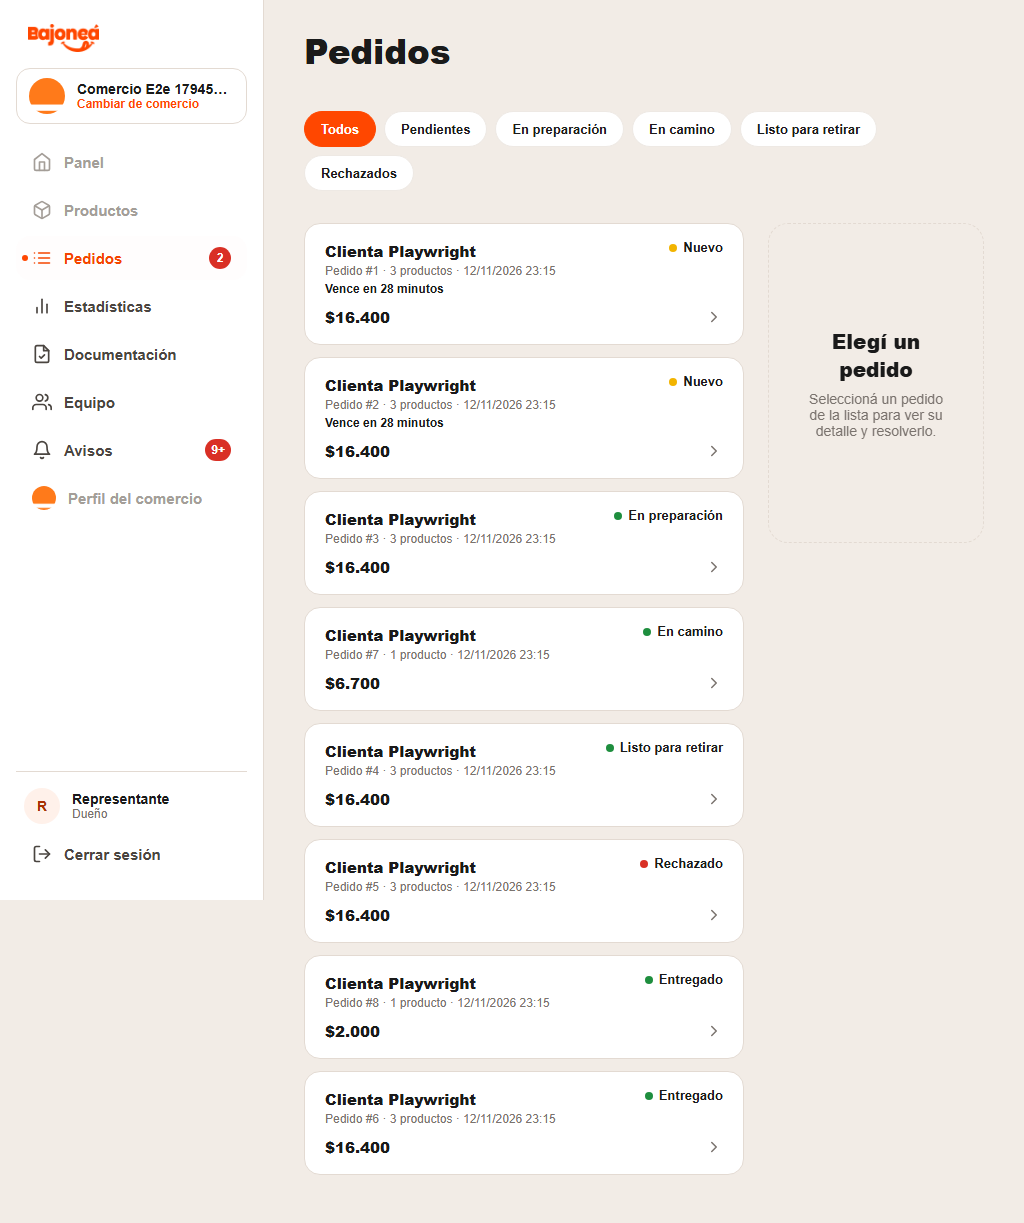 Bajoneá
Comercio E2e 17945…
Cambiar de comercio
Panel
Productos
Pedidos
2
Estadísticas
Documentación
Equipo
Avisos
9+
Perfil del comercio
R
Representante
Dueño
Cerrar sesión
Pedidos
Todos
Pendientes
En preparación
En camino
Listo para retirar
Rechazados
Clienta Playwright
Nuevo
Pedido #1 · 3 productos · 12/11/2026 23:15
Vence en 28 minutos
$16.400
Clienta Playwright
Nuevo
Pedido #2 · 3 productos · 12/11/2026 23:15
Vence en 28 minutos
$16.400
Clienta Playwright
En preparación
Pedido #3 · 3 productos · 12/11/2026 23:15
$16.400
Clienta Playwright
En camino
Pedido #7 · 1 producto · 12/11/2026 23:15
$6.700
Clienta Playwright
Listo para retirar
Pedido #4 · 3 productos · 12/11/2026 23:15
$16.400
Clienta Playwright
Rechazado
Pedido #5 · 3 productos · 12/11/2026 23:15
$16.400
Clienta Playwright
Entregado
Pedido #8 · 1 producto · 12/11/2026 23:15
$2.000
Clienta Playwright
Entregado
Pedido #6 · 3 productos · 12/11/2026 23:15
$16.400
Elegí un
pedido
Seleccioná un pedido
de la lista para ver su
detalle y resolverlo.